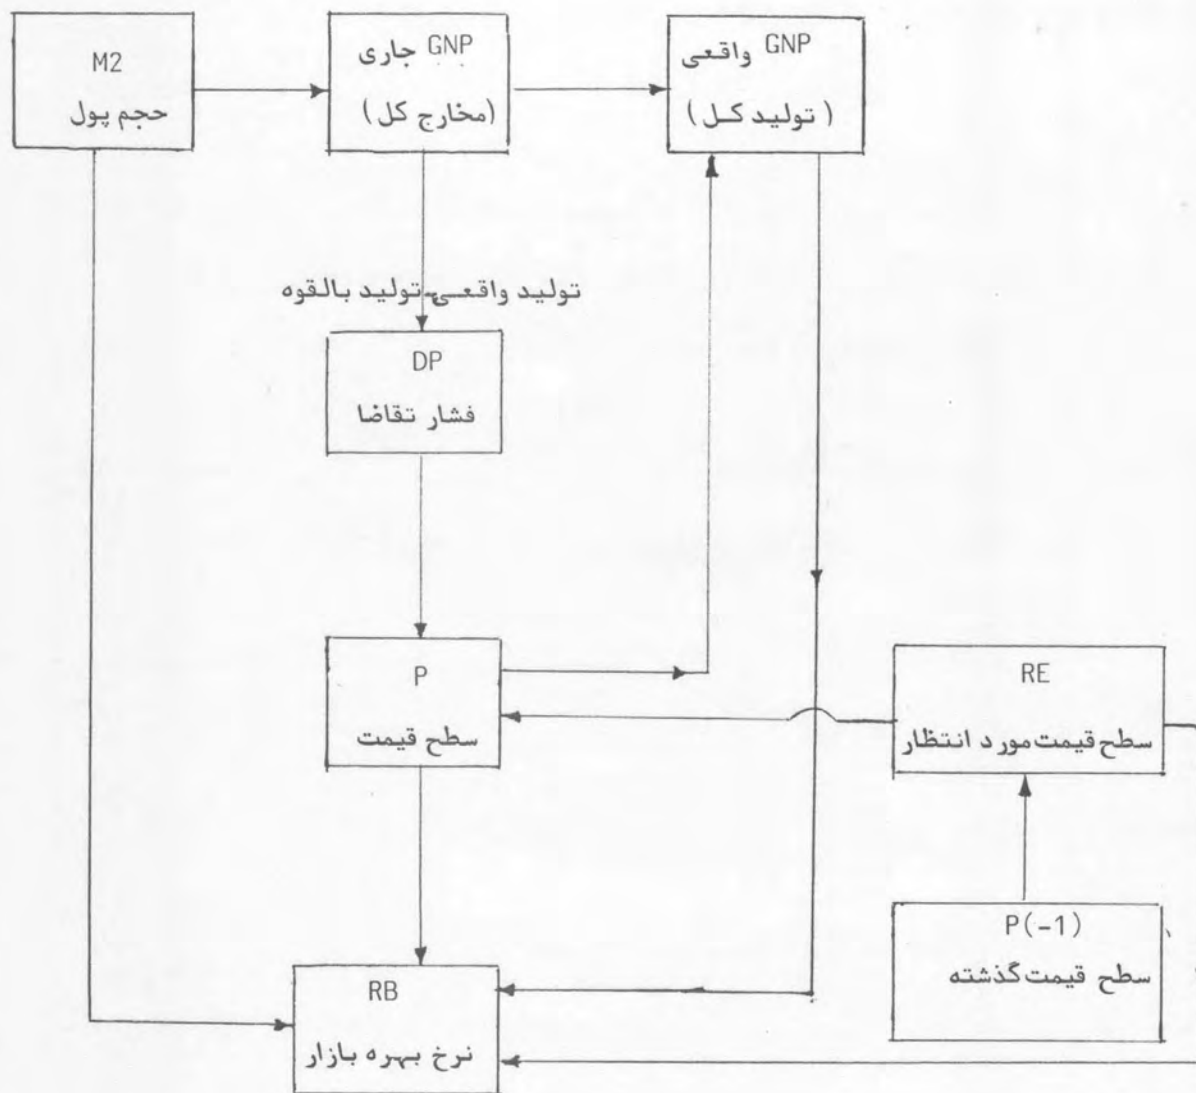 M2
حجم پول
GNP جاری
(مخارج کل)
GNP واقعی
(تولید کل)
تولید واقعی-تولید بالقوه
DP
فشار تقاضا
P
سطح قیمت
RE
سطح قیمت مورد انتظار
P(-1)
سطح قیمت گذشته
RB
نرخ بهره بازار